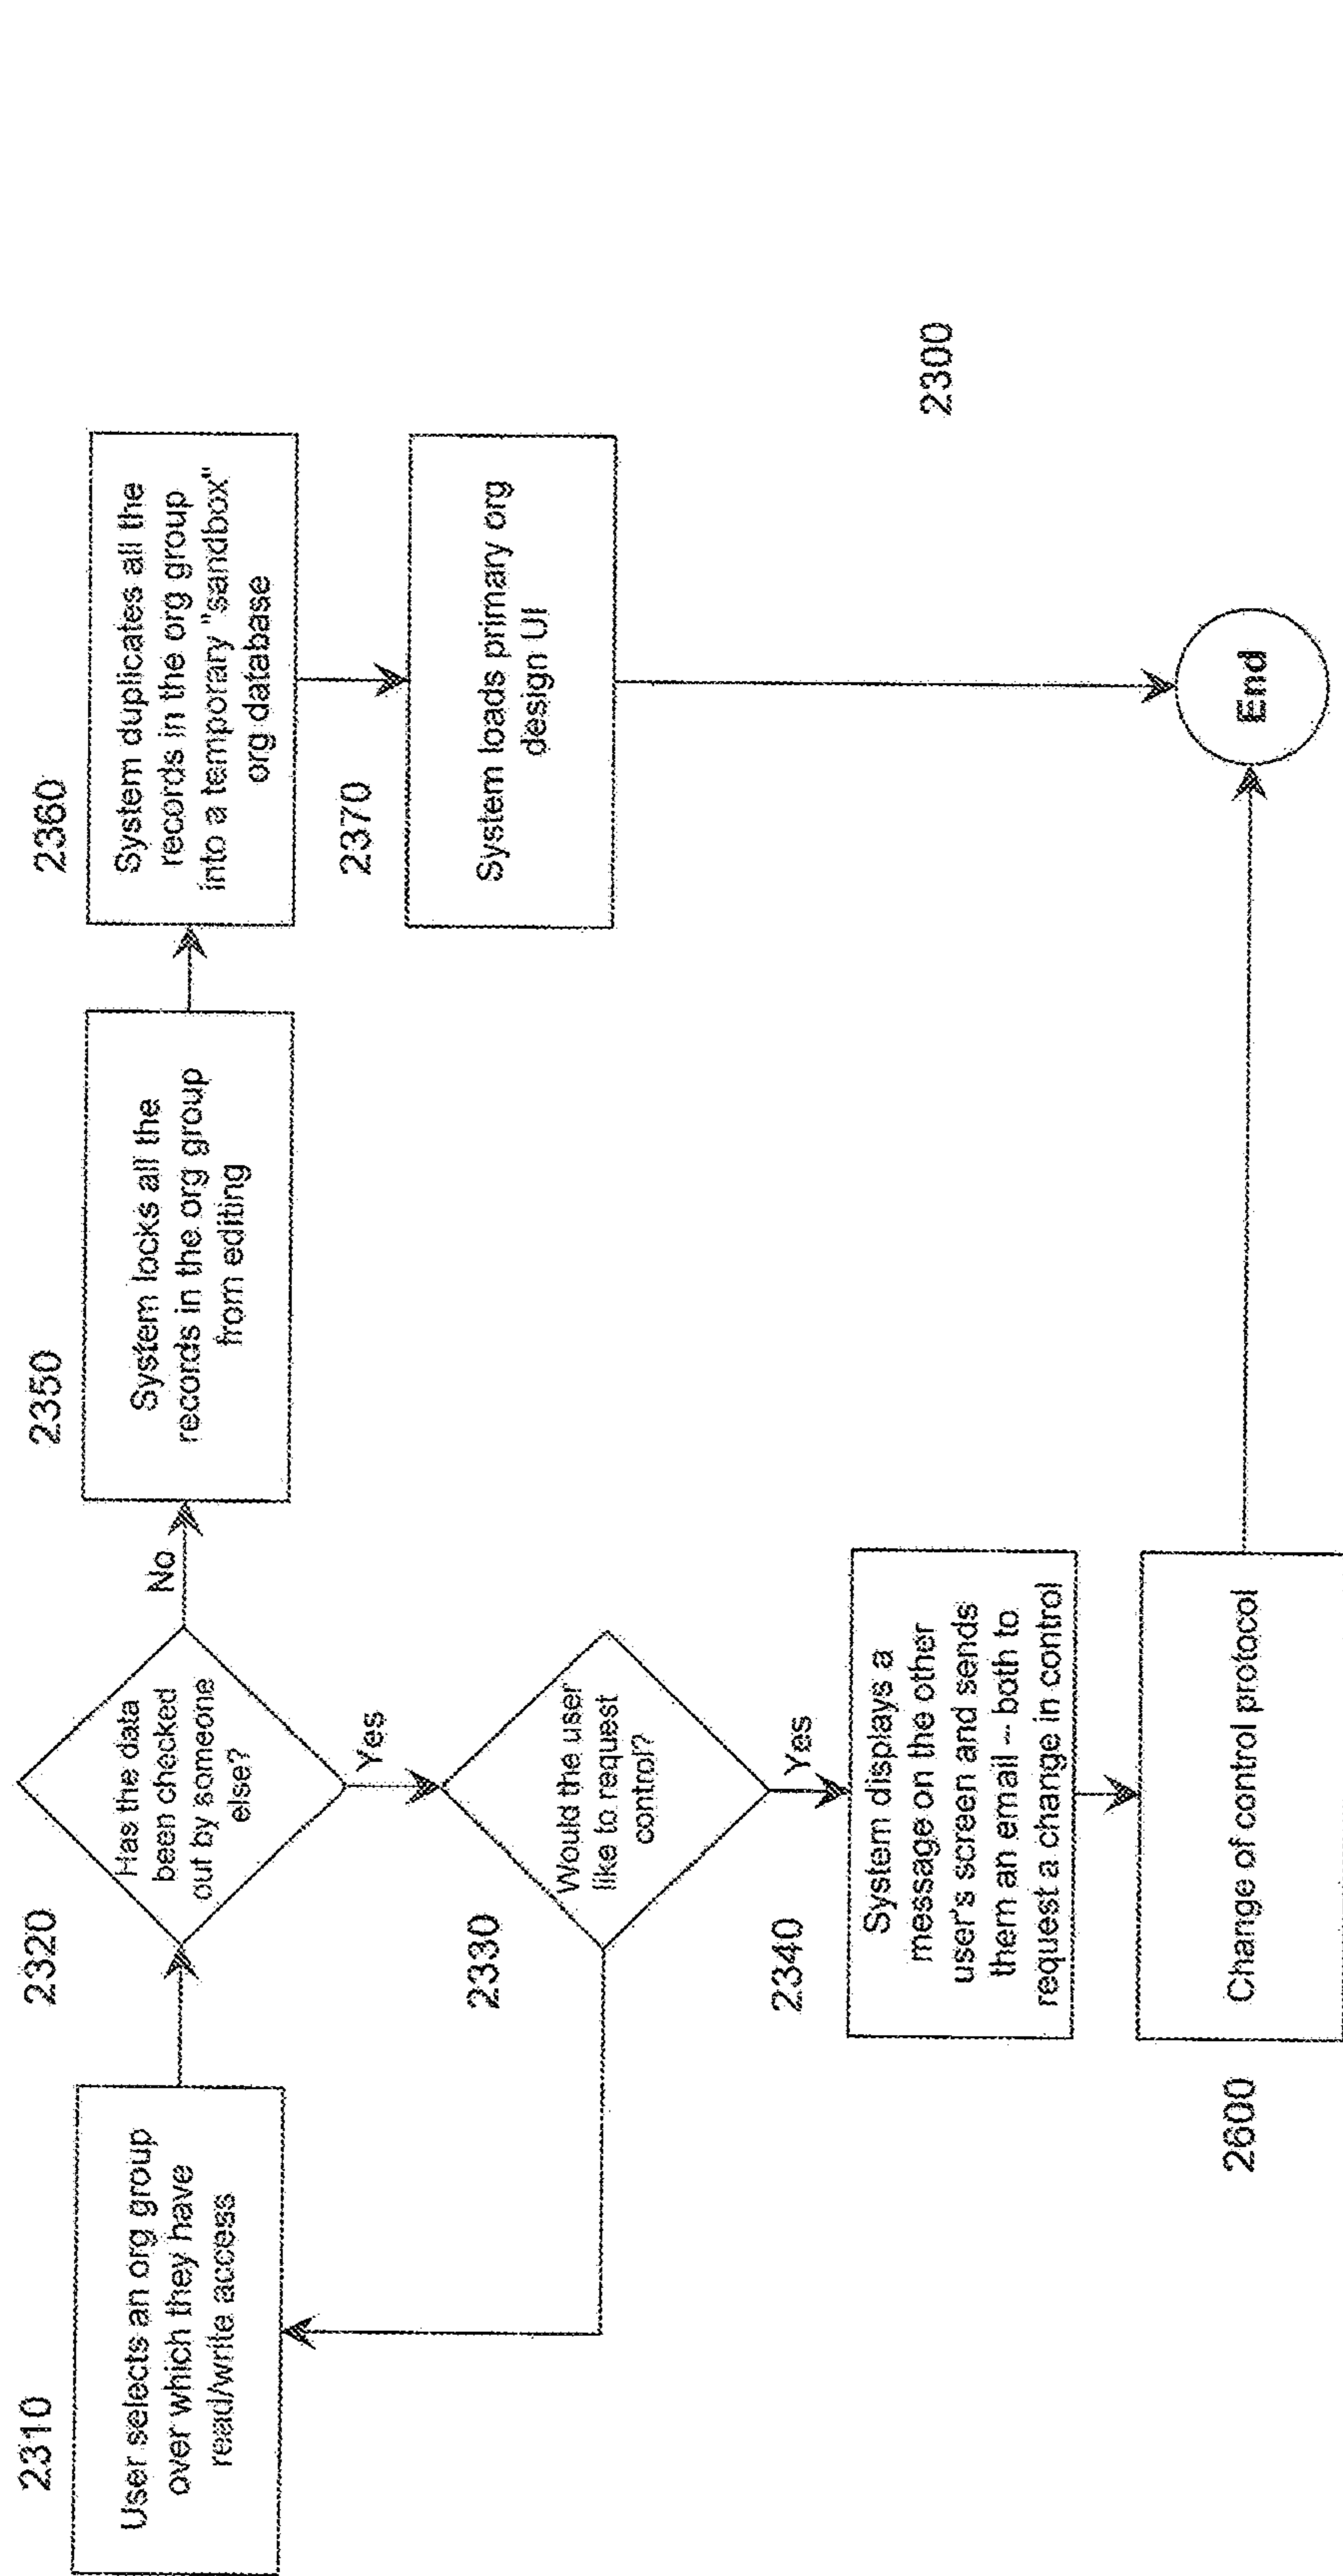 2310
User selects an org group
over which they have
read/write access
2320
Has the data
been checked
out by someone
else?
No
Yes
2350
System locks all the
records in the org group
from editing
2360
System duplicates all the
records in the org group
into a temporary "sandbox"
org database
2370
System loads primary org
design UI
2330
Would the user
like to request
control?
Yes
2340
System displays a
message on the other
user's screen and sends
them an email -- both to
request a change in control
2600
Change of control protocol
End
2300